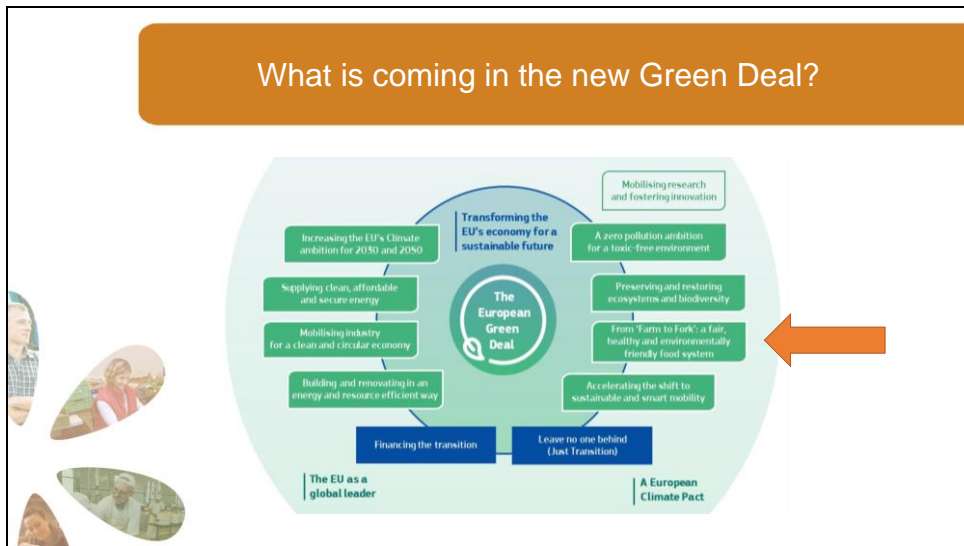 What is coming in the new Green Deal?
Mobilising research
and fostering innovation
Transforming the
EU's economy for a
sustainable future
Increasing the EU's Climate
ambition for 2030 and 2050
A zero pollution ambition
for a toxic-free environment
Supplying clean, affordable
and secure energy
Preserving and restoring
ecosystems and biodiversity
The
European
Green
Deal
Mobilising industry
for a clean and circular economy
From 'Farm to Fork': a fair,
healthy and environmentally
friendly food system
Building and renovating in an
energy and resource efficient way
Accelerating the shift to
sustainable and smart mobility
Financing the transition
Leave no one behind
(Just Transition)
The EU as a
global leader
A European
Climate Pact